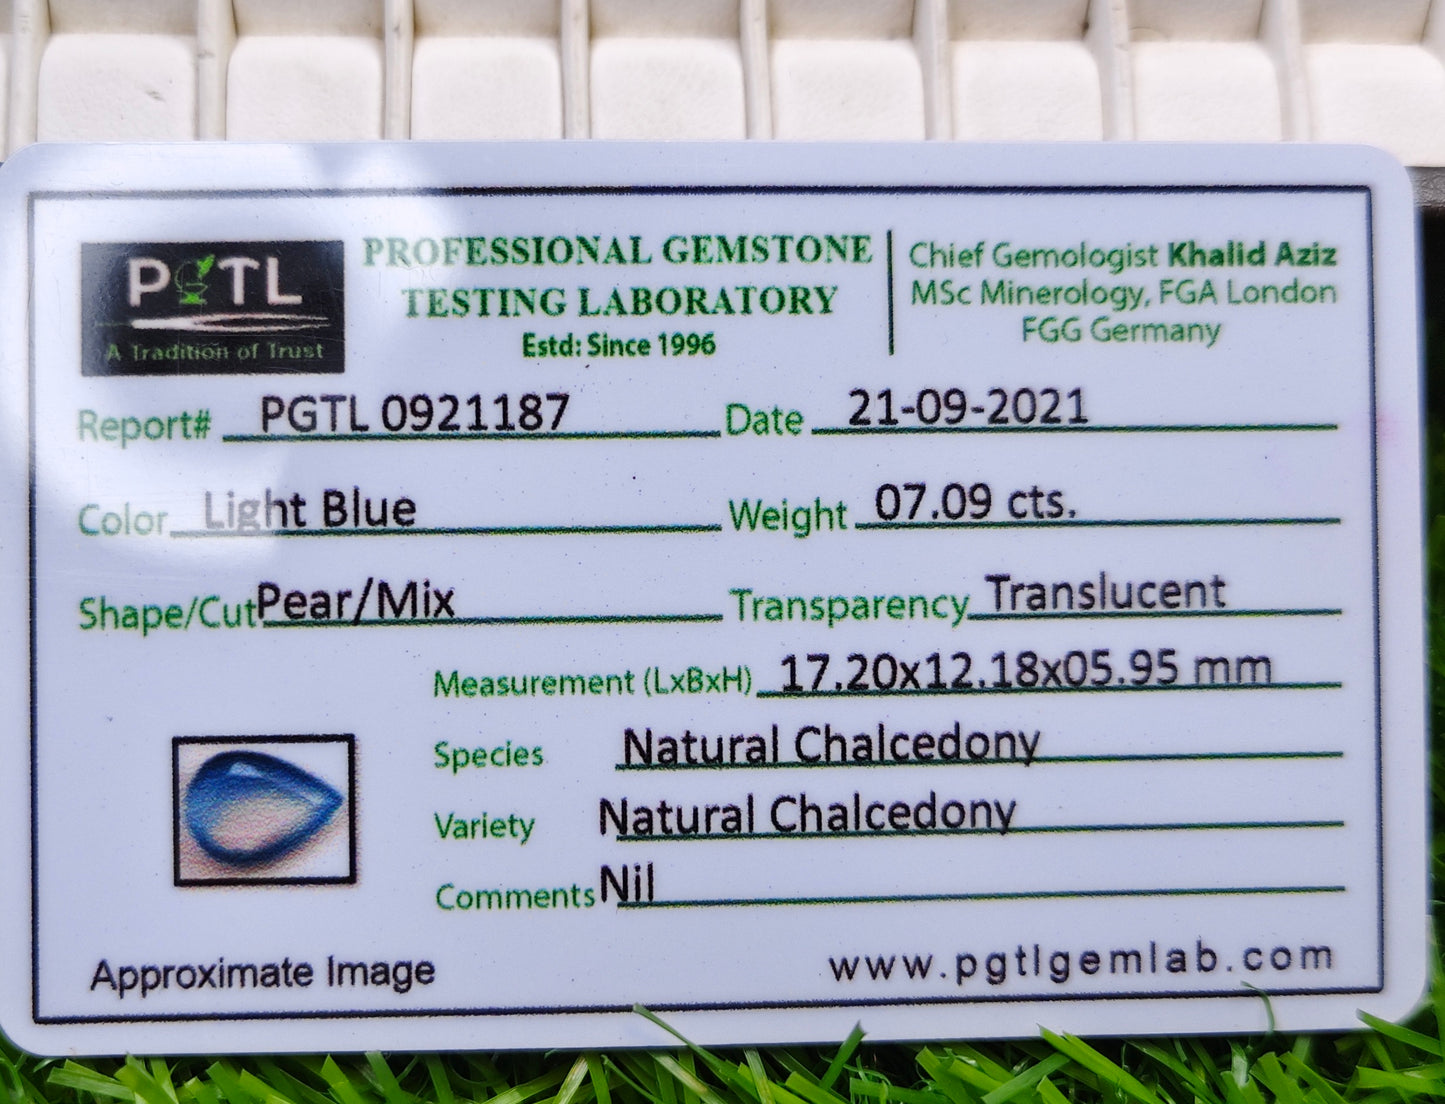 PGTL
A Tradition of Trust
PROFESSIONAL GEMSTONE
TESTING LABORATORY
Estd: Since 1996
Chief Gemologist Khalid Aziz
MSc Minerology, FGA London
FGG Germany
Report# PGTL 0921187 Date 21-09-2021
Color Light Blue Weight 07.09 cts.
Shape/Cut Pear/Mix Transparency Translucent
Measurement (LxBxH) 17.20x12.18x05.95 mm
Species Natural Chalcedony
Variety Natural Chalcedony
Comments Nil
Approximate Image www.pgtlgemlab.com